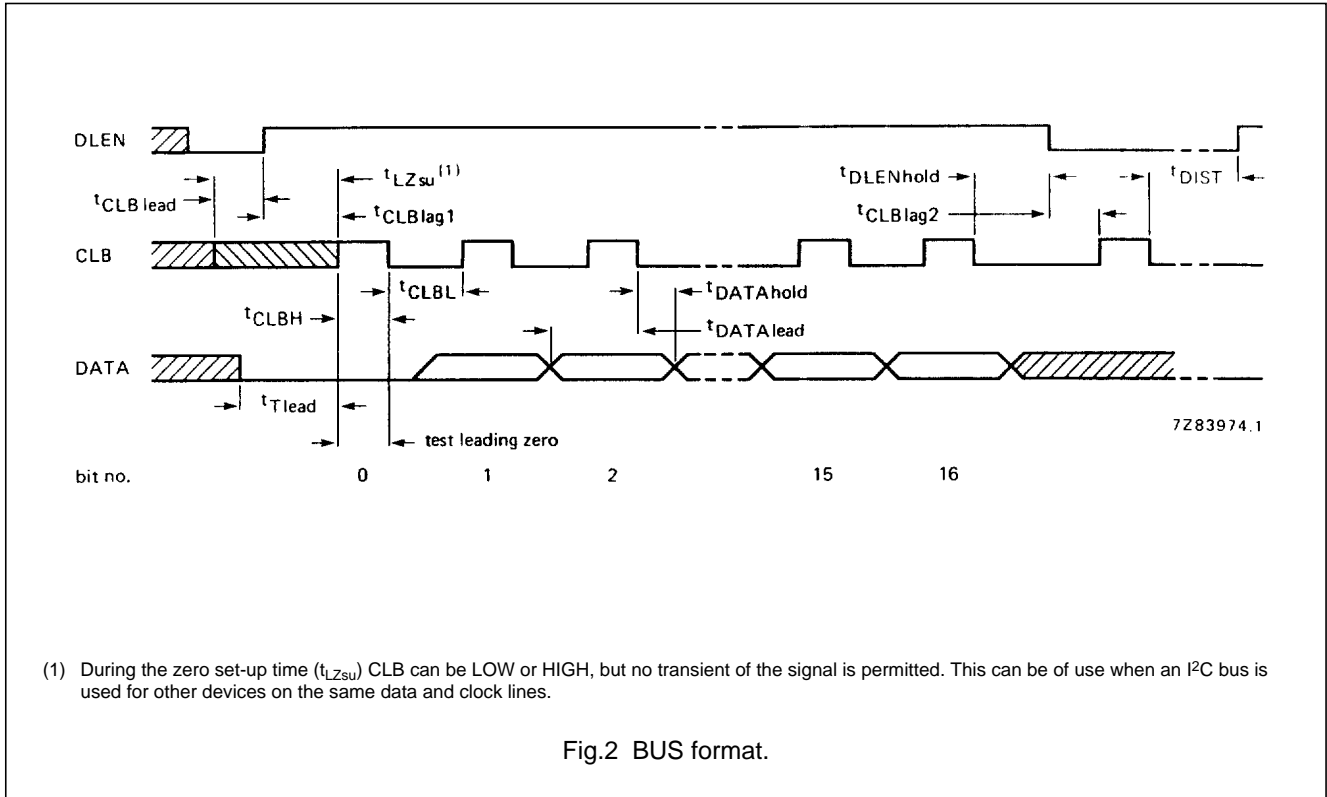 DLEN
tLZsu(1)
tCLBlead
tCLBlag1
tDLENhold
tDIST
tCLBlag2
CLB
tCLBL
tDATAhold
tCLBH
tDATAlead
DATA
tTlead
7Z83974.1
test leading zero
bit no. 0 1 2 15 16
(1) During the zero set-up time (tLZsu) CLB can be LOW or HIGH, but no transient of the signal is permitted. This can be of use when an I2C bus is
used for other devices on the same data and clock lines.
Fig.2 BUS format.